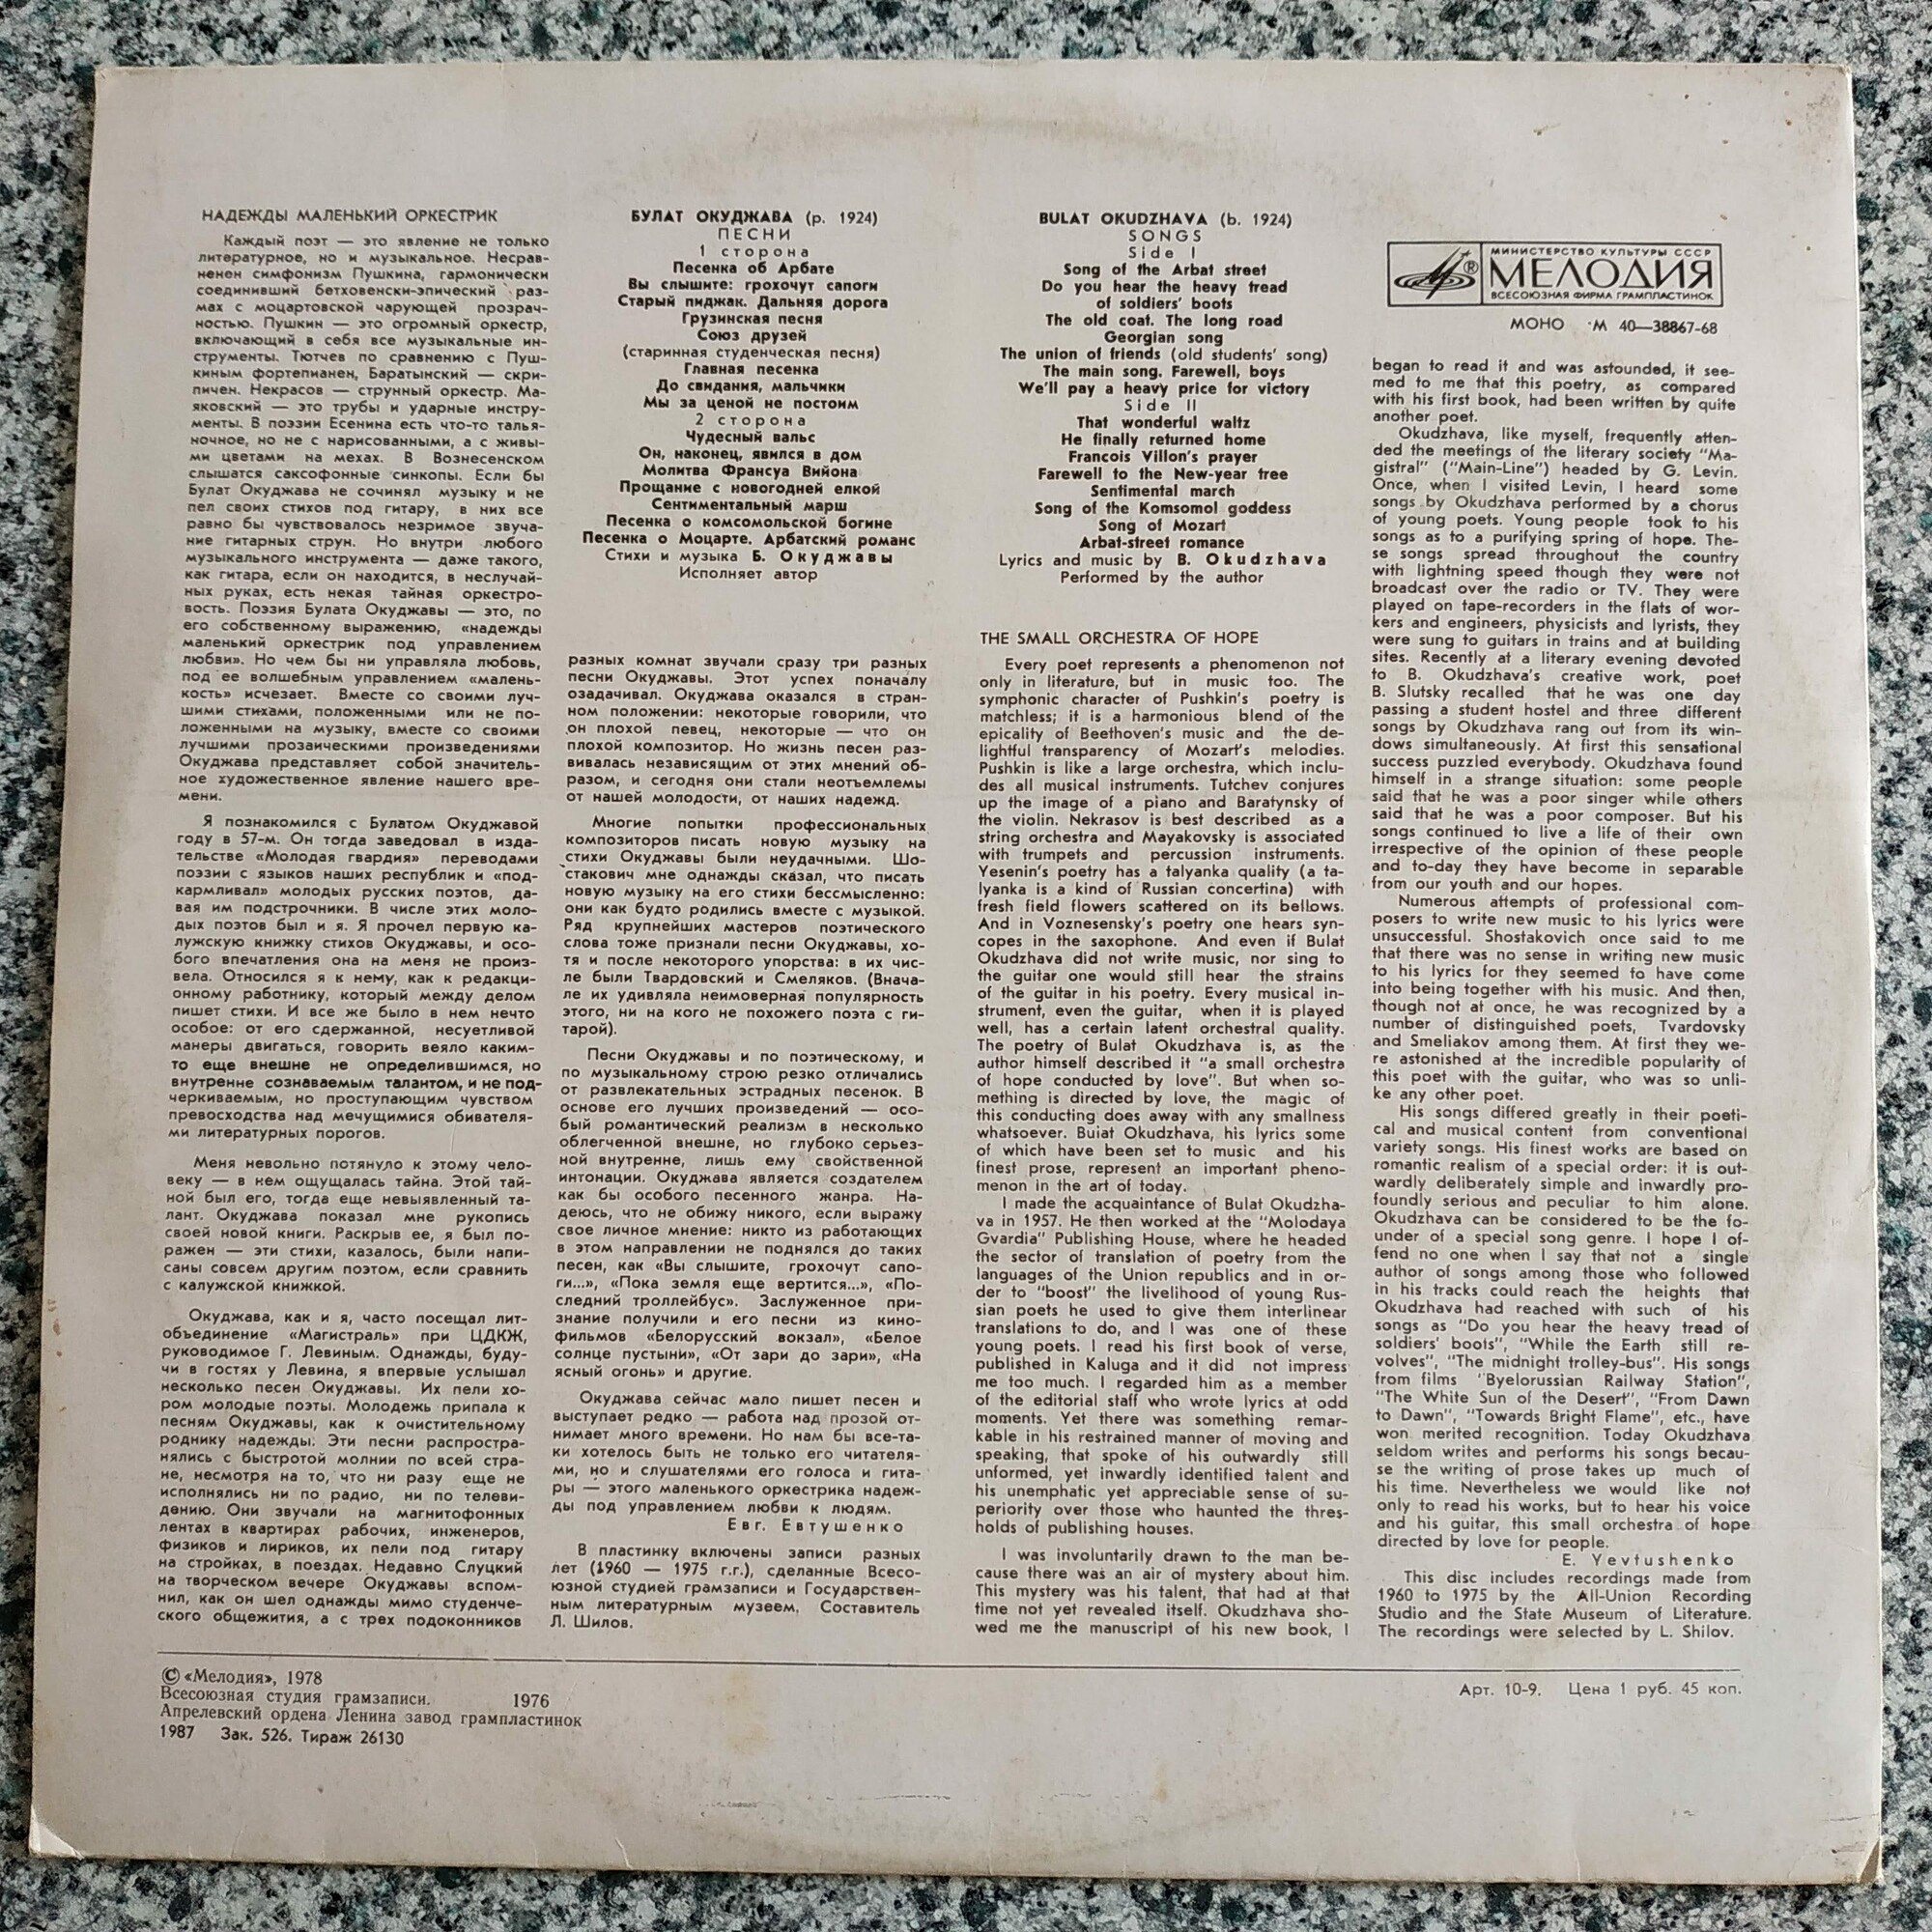 НАДЕЖДЫ МАЛЕНЬКИЙ ОРКЕСТРИК
Каждый поэт — это явление не только
литературное, но и музыкальное. Несрав-
ненен симфонизм Пушкина, гармонически
соединивший бетховенски-эпический раз-
мах с моцартовской чарующей прозрач-
ностью. Пушкин — это огромный оркестр,
включающий в себя все музыкальные ин-
струменты. Тютчев по сравнению с Пуш-
киным фортепианен, Баратынский — скри-
пичен. Некрасов — струнный оркестр. Ма-
яковский — это трубы и ударные инстру-
менты. В поэзии Есенина есть что-то талья-
ночное, но не с нарисованными, а с живы-
ми цветами на мехах. В Вознесенском
слышатся саксофонные синкопы. Если бы
Булат Окуджава не сочинял музыку и не
пел своих стихов под гитару, в них все
равно бы чувствовалось незримое звуча-
ние гитарных струн. Но внутри любого
музыкального инструмента — даже такого,
как гитара, если он находится, в неслучай-
ных руках, есть некая тайная оркестро-
вость. Поэзия Булата Окуджавы — это, по
его собственному выражению, «надежды
маленький оркестрик под управлением
любви». Но чем бы ни управляла любовь,
под ее волшебным управлением «малень-
кость» исчезает. Вместе со своими луч-
шими стихами, положенными или не по-
ложенными на музыку, вместе со своими
лучшими прозаическими произведениями
Окуджава представляет собой значитель-
ное художественное явление нашего вре-
мени.
Я познакомился с Булатом Окуджавой
году в 57-м. Он тогда заведовал в изда-
тельстве «Молодая гвардия» переводами
поэзии с языков наших республик и «под-
кармливал» молодых русских поэтов, да-
вая им подстрочники. В числе этих моло-
дых поэтов был и я. Я прочел первую ка-
лужскую книжку стихов Окуджавы, и осо-
бого впечатления она на меня не произ-
вела. Относился я к нему, как к редакци-
онному работнику, который между делом
пишет стихи. И все же было в нем нечто
особое: от его сдержанной, несуетливой
манеры двигаться, говорить веяло каким-
то еще внешне не определившимся, но
внутренне сознаваемым талантом, и не под-
черкиваемым, но проступающим чувством
превосходства над мечущимися обивателя-
ми литературных порогов.
Меня невольно потянуло к этому чело-
веку — в нем ощущалась тайна. Этой тай-
ной был его, тогда еще невыявленный та-
лант. Окуджава показал мне рукопись
своей новой книги. Раскрыв ее, я был по-
ражен — эти стихи, казалось, были напи-
саны совсем другим поэтом, если сравнить
с калужской книжкой.
Окуджава, как и я, часто посещал лит-
объединение «Магистраль» при ЦДКЖ,
руководимое Г. Левиным. Однажды, буду-
чи в гостях у Левина, я впервые услышал
несколько песен Окуджавы. Их пели хо-
ром молодые поэты. Молодежь припала к
песням Окуджавы, как к очистительному
роднику надежды. Эти песни распростра-
нялись с быстротой молнии по всей стра-
не, несмотря на то, что ни разу еще не
исполнялись ни по радио, ни по телеви-
дению. Они звучали на магнитофонных
лентах в квартирах рабочих, инженеров,
физиков и лириков, их пели под гитару
на стройках, в поездах. Недавно Слуцкий
на творческом вечере Окуджавы вспом-
нил, как он шел однажды мимо студенче-
ского общежития, а с трех подоконников
БУЛАТ ОКУДЖАВА (р. 1924)
ПЕСНИ
1 сторона
Песенка об Арбате
Вы слышите: грохочут сапоги
Старый пиджак. Дальняя дорога
Грузинская песня
Союз друзей
(старинная студенческая песня)
Главная песенка
До свидания, мальчики
Мы за ценой не постоим
2 сторона
Чудесный вальс
Он, наконец, явился в дом
Молитва Франсуа Вийона
Прощание с новогодней елкой
Сентиментальный марш
Песенка о комсомольской богине
Песенка о Моцарте. Арбатский романс
Стихи и музыка Б. Окуджавы
Исполняет автор
разных комнат звучали сразу три разных
песни Окуджавы. Этот успех поначалу
озадачивал. Окуджава оказался в стран-
ном положении: некоторые говорили, что
он плохой певец, некоторые — что он
плохой композитор. Но жизнь песен раз-
вивалась независящим от этих мнений об-
разом, и сегодня они стали неотъемлемы
от нашей молодости, от наших надежд.
Многие попытки профессиональных
композиторов писать новую музыку на
стихи Окуджавы были неудачными. Шо-
стакович мне однажды сказал, что писать
новую музыку на его стихи бессмысленно:
они как будто родились вместе с музыкой.
Ряд крупнейших мастеров поэтического
слова тоже признали песни Окуджавы, хо-
тя и после некоторого упорства: в их чис-
ле были Твардовский и Смеляков. (Внача-
ле их удивляла неимоверная популярность
этого, ни на кого не похожего поэта с ги-
тарой).
Песни Окуджавы и по поэтическому, и
по музыкальному строю резко отличались
от развлекательных эстрадных песенок. В
основе его лучших произведений — осо-
бый романтический реализм в несколько
облегченной внешне, но глубоко серьез-
ной внутренне, лишь ему свойственной
интонации. Окуджава является создателем
как бы особого песенного жанра. На-
деюсь, что не обижу никого, если выражу
свое личное мнение: никто из работающих
в этом направлении не поднялся до таких
песен, как «Вы слышите, грохочут сапо-
ги...», «Пока земля еще вертится...», «По-
следний троллейбус». Заслуженное при-
знание получили и его песни из кино-
фильмов «Белорусский вокзал», «Белое
солнце пустыни», «От зари до зари», «На
ясный огонь» и другие.
Окуджава сейчас мало пишет песен и
выступает редко — работа над прозой от-
нимает много времени. Но нам бы все-та-
ки хотелось быть не только его читателя-
ми, но и слушателями его голоса и гита-
ры — этого маленького оркестрика надеж-
ды под управлением любви к людям.
Евг. Евтушенко
В пластинку включены записи разных
лет (1960 — 1975 г.г.), сделанные Всесо-
юзной студией грамзаписи и Государствен-
ным литературным музеем. Составитель
Л. Шилов.
BULAT OKUDZHAVA (b. 1924)
SONGS
Side I
Song of the Arbat street
Do you hear the heavy tread
of soldiers' boots
The old coat. The long road
Georgian song
The union of friends (old students' song)
The main song. Farewell, boys
We'll pay a heavy price for victory
Side II
That wonderful waltz
He finally returned home
Francois Villon's prayer
Farewell to the New-year tree
Sentimental march
Song of the Komsomol goddess
Song of Mozart
Arbat-street romance
Lyrics and music by B. Okudzhava
Performed by the author
THE SMALL ORCHESTRA OF HOPE
Every poet represents a phenomenon not
only in literature, but in music too. The
symphonic character of Pushkin's poetry is
matchless; it is a harmonious blend of the
epicality of Beethoven's music and the de-
lightful transparency of Mozart's melodies.
Pushkin is like a large orchestra, which inclu-
des all musical instruments. Tutchev conjures
up the image of a piano and Baratynsky of
the violin. Nekrasov is best described as a
string orchestra and Mayakovsky is associated
with trumpets and percussion instruments.
Yesenin's poetry has a talyanka quality (a ta-
lyanka is a kind of Russian concertina) with
fresh field flowers scattered on its bellows.
And in Voznesensky's poetry one hears syn-
copes in the saxophone. And even if Bulat
Okudzhava did not write music, nor sing to
the guitar one would still hear the strains
of the guitar in his poetry. Every musical in-
strument, even the guitar, when it is played
well, has a certain latent orchestral quality.
The poetry of Bulat Okudzhava is, as the
author himself described it "a small orchestra
of hope conducted by love". But when so-
mething is directed by love, the magic of
this conducting does away with any smallness
whatsoever. Buiat Okudzhava, his lyrics some
of which have been set to music and his
finest prose, represent an important pheno-
menon in the art of today.
I made the acquaintance of Bulat Okudzha-
va in 1957. He then worked at the "Molodaya
Gvardia" Publishing House, where he headed
the sector of translation of poetry from the
languages of the Union republics and in or-
der to "boost" the livelihood of young Rus-
sian poets he used to give them interlinear
translations to do, and I was one of these
young poets. I read his first book of verse,
published in Kaluga and it did not impress
me too much. I regarded him as a member
of the editorial staff who wrote lyrics at odd
moments. Yet there was something remar-
kable in his restrained manner of moving and
speaking, that spoke of his outwardly still
unformed, yet inwardly identified talent and
his unemphatic yet appreciable sense of su-
periority over those who haunted the thres-
holds of publishing houses.
I was involuntarily drawn to the man be-
cause there was an air of mystery about him.
This mystery was his talent, that had at that
time not yet revealed itself. Okudzhava sho-
wed me the manuscript of his new book, I
МИНИСТЕРСТВО КУЛЬТУРЫ СССР
МЕЛОДИЯ
ВСЕСОЮЗНАЯ ФИРМА ГРАМПЛАСТИНОК
МОНО М 40—38867-68
began to read it and was astounded, it see-
med to me that this poetry, as compared
with his first book, had been written by quite
another poet.
Okudzhava, like myself, frequently atten-
ded the meetings of the literary society "Ma-
gistral" ("Main-Line") headed by G. Levin.
Once, when I visited Levin, I heard some
songs by Okudzhava performed by a chorus
of young poets. Young people took to his
songs as to a purifying spring of hope. The-
se songs spread throughout the country
with lightning speed though they were not
broadcast over the radio or TV. They were
played on tape-recorders in the flats of wor-
kers and engineers, physicists and lyrists, they
were sung to guitars in trains and at building
sites. Recently at a literary evening devoted
to B. Okudzhava's creative work, poet
B. Slutsky recalled that he was one day
passing a student hostel and three different
songs by Okudzhava rang out from its win-
dows simultaneously. At first this sensational
success puzzled everybody. Okudzhava found
himself in a strange situation: some people
said that he was a poor singer while others
said that he was a poor composer. But his
songs continued to live a life of their own
irrespective of the opinion of these people
and to-day they have become in separable
from our youth and our hopes.
Numerous attempts of professional com-
posers to write new music to his lyrics were
unsuccessful. Shostakovich once said to me
that there was no sense in writing new music
to his lyrics for they seemed to have come
into being together with his music. And then,
though not at once, he was recognized by a
number of distinguished poets, Tvardovsky
and Smeliakov among them. At first they we-
re astonished at the incredible popularity of
this poet with the guitar, who was so unli-
ke any other poet.
His songs differed greatly in their poeti-
cal and musical content from conventional
variety songs. His finest works are based on
romantic realism of a special order: it is out-
wardly deliberately simple and inwardly pro-
foundly serious and peculiar to him alone.
Okudzhava can be considered to be the fo-
under of a special song genre. I hope I of-
fend no one when I say that not a single
author of songs among those who followed
in his tracks could reach the heights that
Okudzhava had reached with such of his
songs as "Do you hear the heavy tread of
soldiers' boots", "While the Earth still re-
volves", "The midnight trolley-bus". His songs
from films "Byelorussian Railway Station",
"The White Sun of the Desert", "From Dawn
to Dawn", "Towards Bright Flame", etc., have
won merited recognition. Today Okudzhava
seldom writes and performs his songs becau-
se the writing of prose takes up much of
his time. Nevertheless we would like not
only to read his works, but to hear his voice
and his guitar, this small orchestra of hope
directed by love for people.
E. Yevtushenko
This disc includes recordings made from
1960 to 1975 by the All-Union Recording
Studio and the State Museum of Literature.
The recordings were selected by L. Shilov.
© «Мелодия», 1978
Всесоюзная студия грамзаписи. 1976
Апрелевский ордена Ленина завод грампластинок
1987 Зак. 526. Тираж 26130
Арт. 10-9. Цена 1 руб. 45 коп.